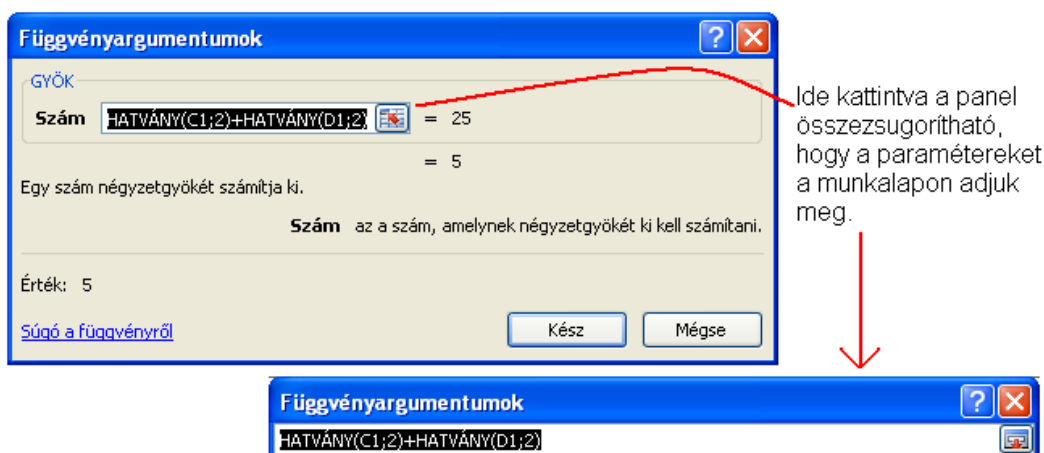 Függvényargumentumok
GYÖK
Szám HATVÁNY(C1;2)+HATVÁNY(D1;2) = 25
= 5
Egy szám négyzetgyökét számítja ki.
Szám az a szám, amelynek négyzetgyökét ki kell számítani.
Érték: 5
Súgó a függvényről
Kész Mégse
Ide kattintva a panel
összezsugorítható,
hogy a paramétereket
a munkalapon adjuk
meg.
Függvényargumentumok
HATVÁNY(C1;2)+HATVÁNY(D1;2)